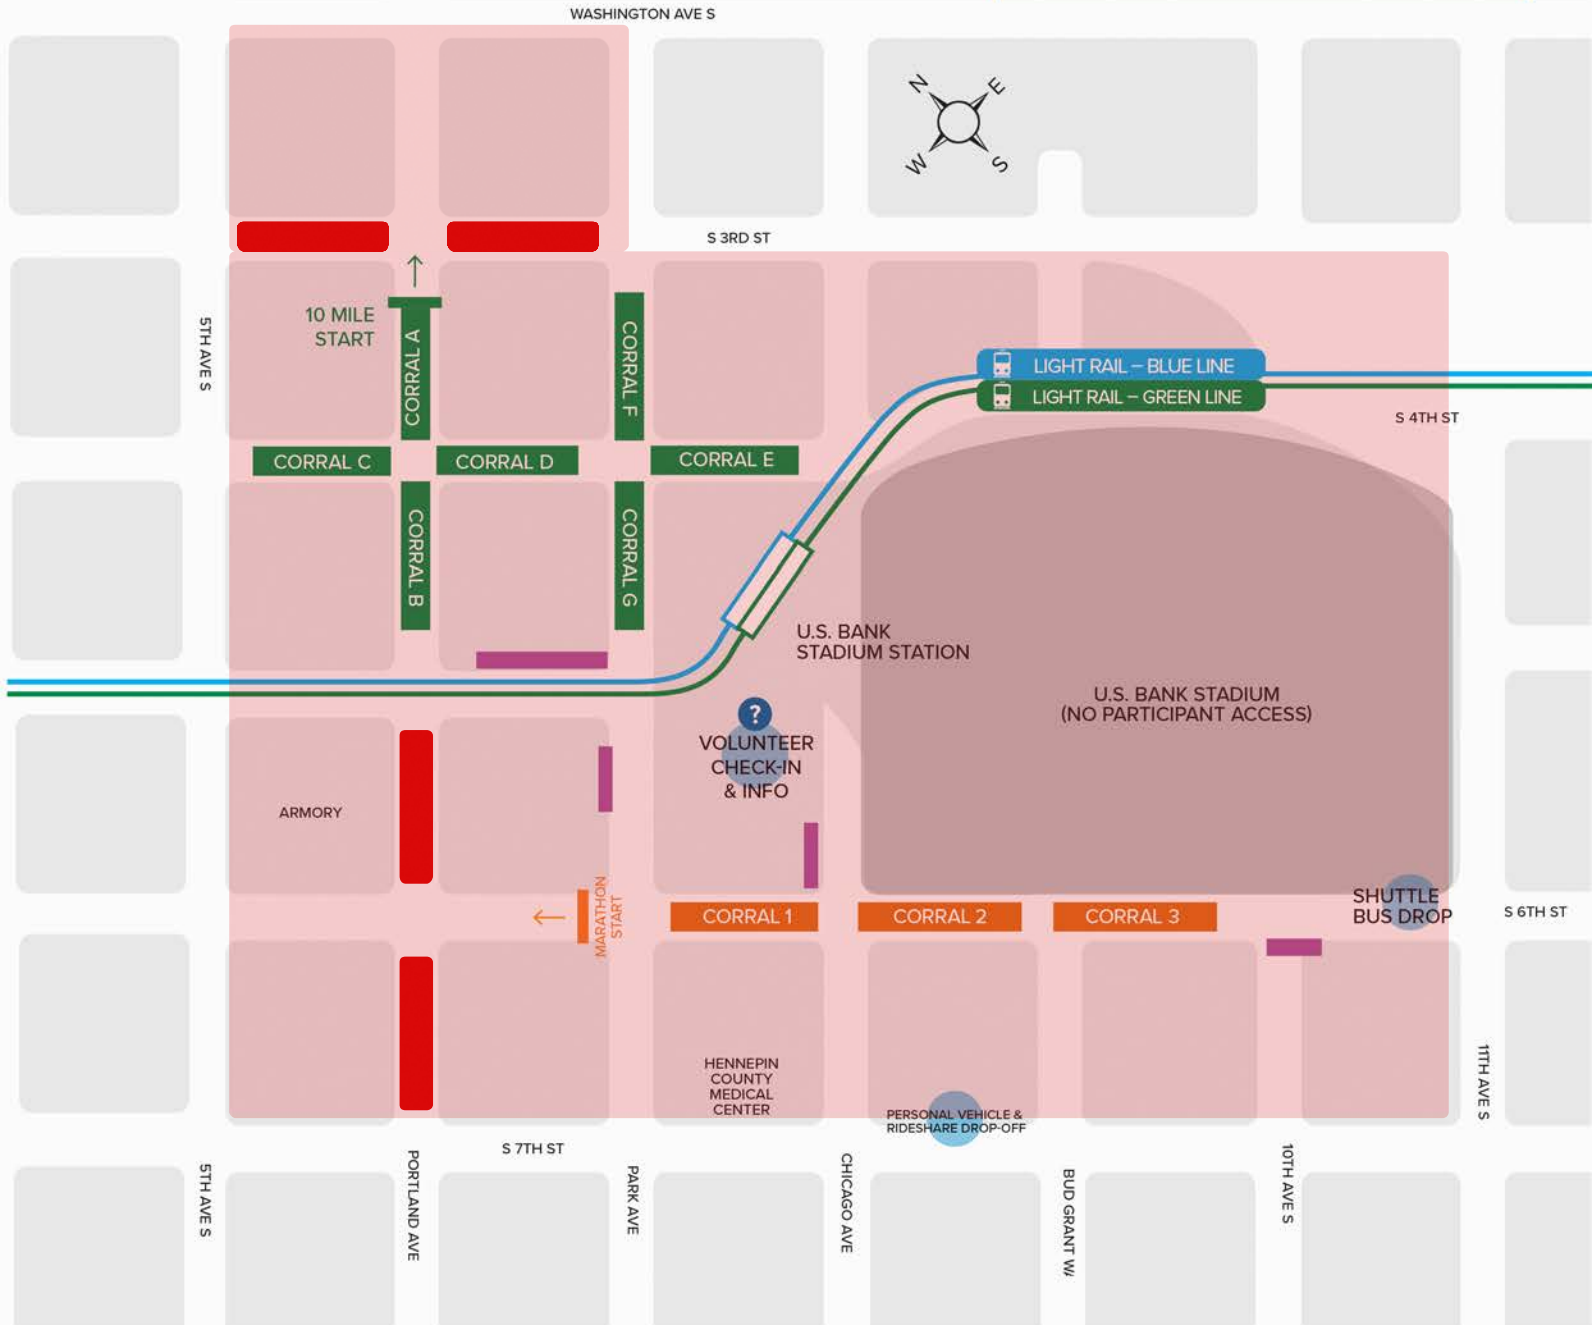 WASHINGTON AVE S
N
E
W
S
S 3RD ST
5TH AVE S
10 MILE
START
CORRAL A
CORRAL F
LIGHT RAIL – BLUE LINE
LIGHT RAIL – GREEN LINE
S 4TH ST
CORRAL C
CORRAL D
CORRAL E
CORRAL B
CORRAL G
U.S. BANK
STADIUM STATION
U.S. BANK STADIUM
(NO PARTICIPANT ACCESS)
?
VOLUNTEER
CHECK-IN
& INFO
ARMORY
MARATHON
START
CORRAL 1
CORRAL 2
CORRAL 3
SHUTTLE
BUS DROP
S 6TH ST
HENNEPIN
COUNTY
MEDICAL
CENTER
PERSONAL VEHICLE &
RIDESHARE DROP-OFF
11TH AVE S
S 7TH ST
5TH AVE S
PORTLAND AVE
PARK AVE
CHICAGO AVE
BUD GRANT
10TH AVE S